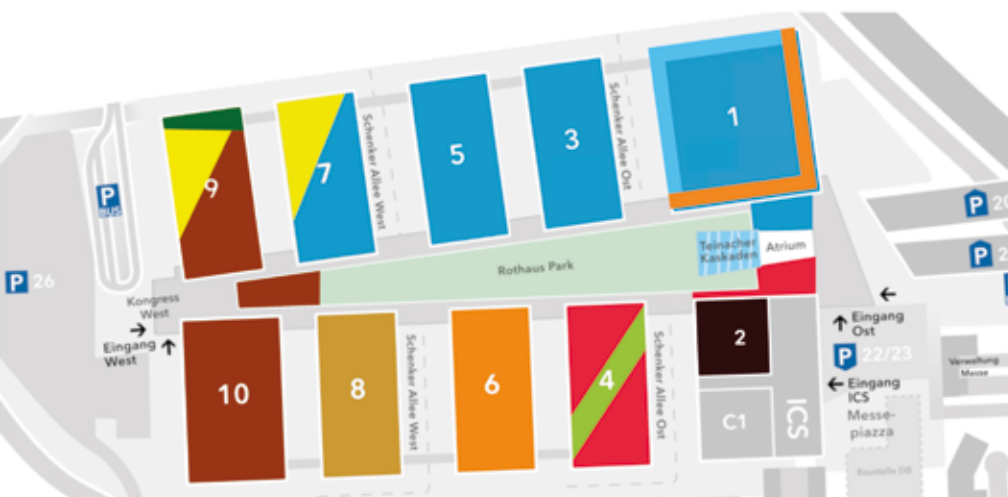 1
3
5
7
9
Schenker Allee West
Schenker Allee Ost
P
BUS
P 26
P 20
P 2
Teinacher
Kaskaden
Atrium
Rothaus Park
Kongress
West
Eingang
West
Eingang
Ost
P 22/23
Eingang
ICS
Messe-
piazza
Verwaltung
Messe
10
8
6
4
2
C1
ICS
Schenker Allee West
Schenker Allee Ost
Baustelle DB